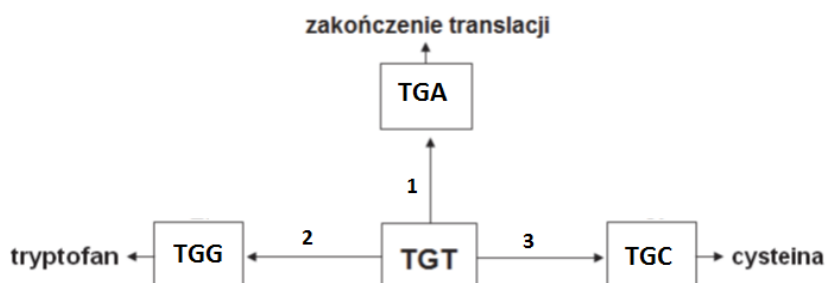 zakończenie translacji
TGA
1
tryptofan
TGG
2
TGT
3
TGC
cysteina